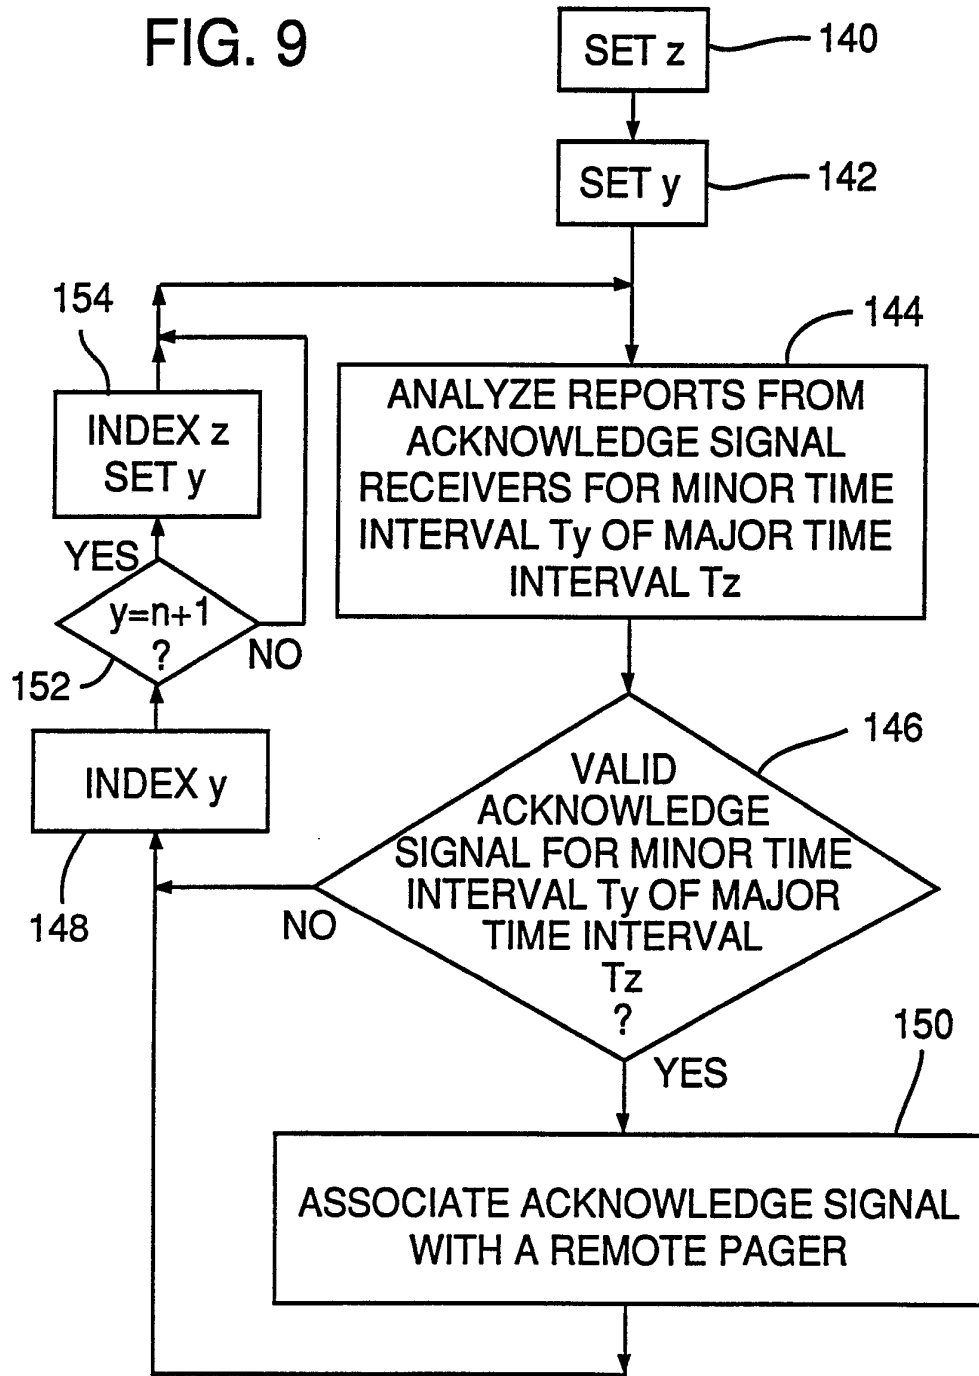 FIG. 9
SET z
140
SET y
142
154
144
INDEX z
SET y
ANALYZE REPORTS FROM
ACKNOWLEDGE SIGNAL
RECEIVERS FOR MINOR TIME
INTERVAL Ty OF MAJOR TIME
INTERVAL Tz
YES
y=n+1
?
NO
152
INDEX y
148
146
VALID
ACKNOWLEDGE
SIGNAL FOR MINOR TIME
INTERVAL Ty OF MAJOR
TIME INTERVAL
Tz
?
NO
YES
150
ASSOCIATE ACKNOWLEDGE SIGNAL
WITH A REMOTE PAGER